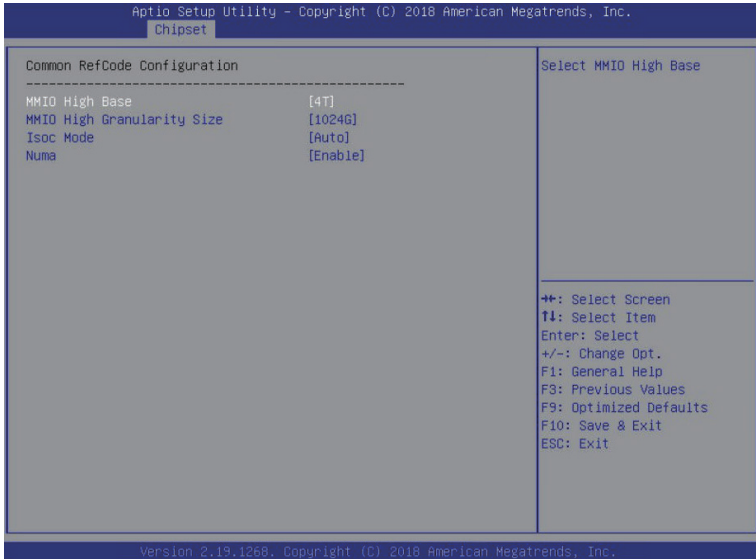 Aptio Setup Utility – Copyright (C) 2018 American Megatrends, Inc.
Chipset
Common RefCode Configuration
------------------------------------------------
MMIO High Base [4T]
MMIO High Granularity Size [1024G]
Isoc Mode [Auto]
Numa [Enable]
Select MMIO High Base
→←: Select Screen
↑↓: Select Item
Enter: Select
+/-: Change Opt.
F1: General Help
F3: Previous Values
F9: Optimized Defaults
F10: Save & Exit
ESC: Exit
Version 2.19.1268. Copyright (C) 2018 American Megatrends, Inc.